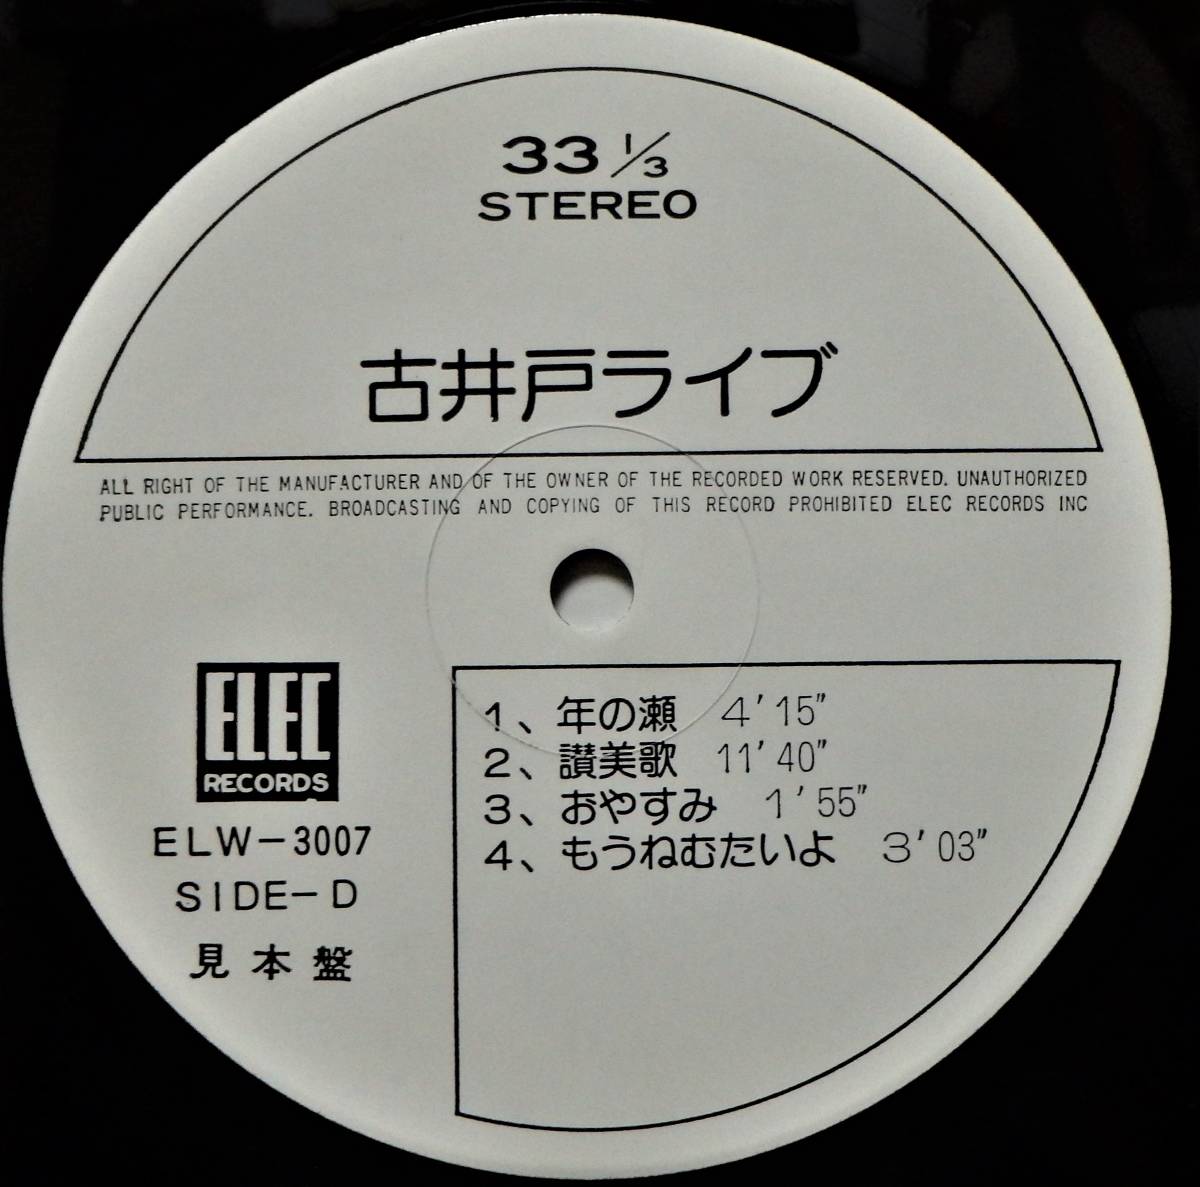 33 1/3
STEREO
古井戸ライブ
ALL RIGHT OF THE MANUFACTURER AND OF THE OWNER OF THE RECORDED WORK RESERVED. UNAUTHORIZED
PUBLIC PERFORMANCE. BROADCASTING AND COPYING OF THIS RECORD PROHIBITED ELEC RECORDS INC
ELEC
RECORDS
ELW-3007
SIDE-D
見本盤
1、年の瀬 4'15"
2、讃美歌 11'40"
3、おやすみ 1'55"
4、もうねむたいよ 3'03"